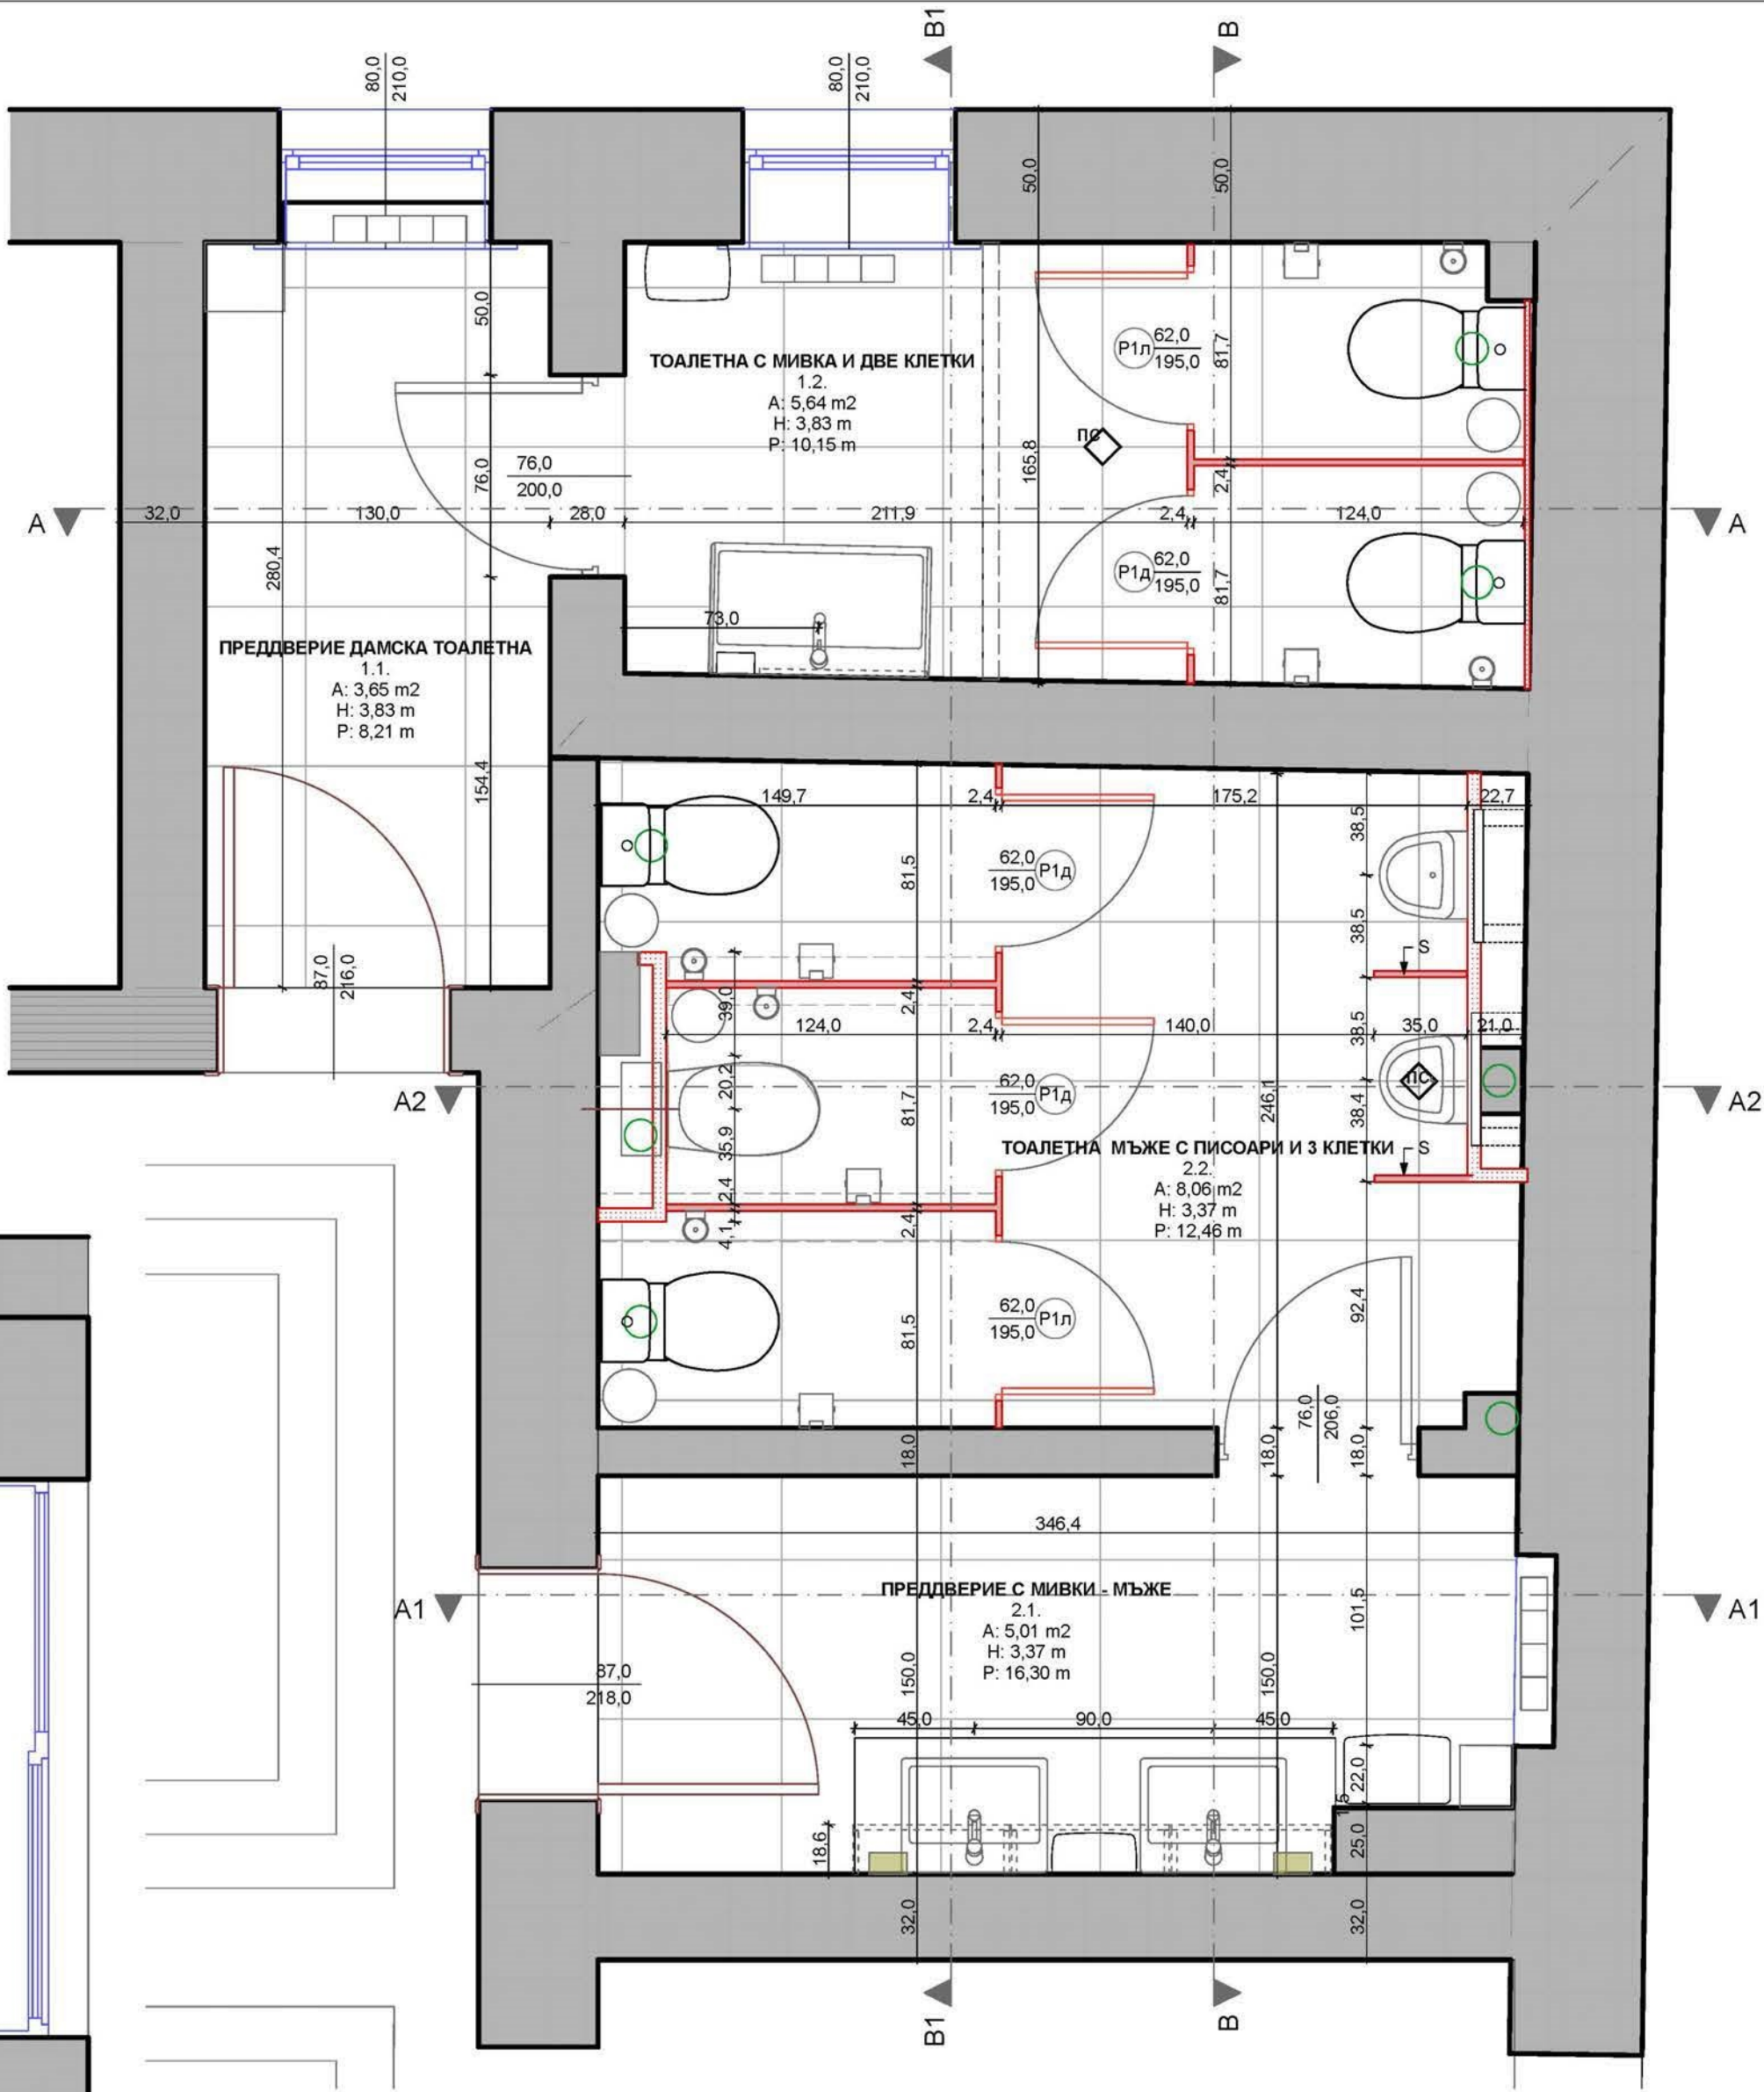 B1
B
80,0
210,0
80,0
210,0
50,0
50,0
50,0
ТОАЛЕТНА С МИВКА И ДВЕ КЛЕТКИ
1.2.
A: 5,64 m2
H: 3,83 m
P: 10,15 m
Р1л
62,0
195,0
81,7
ПС
165,8
76,0
76,0
200,0
2,4
A
32,0
130,0
28,0
211,9
2,4
124,0
A
280,4
Р1д
62,0
195,0
81,7
73,0
ПРЕДДВЕРИЕ ДАМСКА ТОАЛЕТНА
1.1.
A: 3,65 m2
H: 3,83 m
P: 8,21 m
154,4
149,7
2,4
175,2
22,7
38,5
81,5
62,0
195,0
Р1д
38,5
S
87,0
216,0
39,0
2,4
124,0
2,4
140,0
38,5
35,0
21,0
A2
20,2
62,0
195,0
Р1д
81,7
246,1
ПС
38,4
A2
35,9
ТОАЛЕТНА МЪЖЕ С ПИСОАРИ И 3 КЛЕТКИ
S
2.2.
A: 8,06 m2
H: 3,37 m
P: 12,46 m
2,4
2,4
4,1
62,0
195,0
Р1л
81,5
92,4
76,0
206,0
18,0
18,0
18,0
346,4
A1
ПРЕДДВЕРИЕ С МИВКИ - МЪЖЕ
2.1.
A: 5,01 m2
H: 3,37 m
P: 16,30 m
101,5
A1
87,0
218,0
150,0
150,0
45,0
90,0
45,0
22,0
1,5
18,6
25,0
32,0
32,0
B1
B